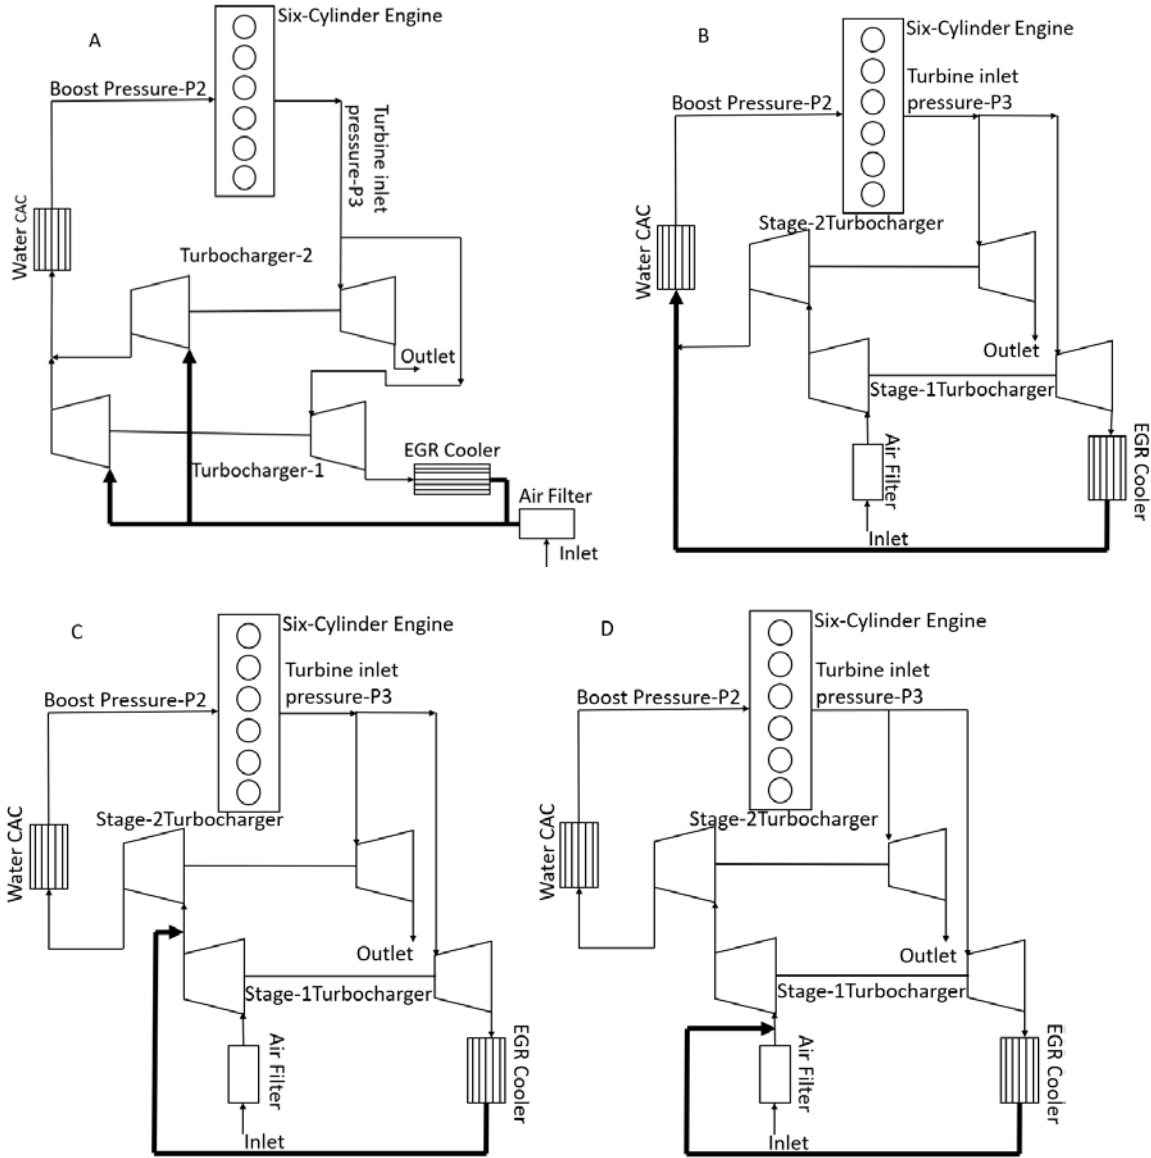 A
Six-Cylinder Engine
Boost Pressure-P2
Turbine inlet
pressure-P3
Water CAC
Turbocharger-2
Outlet
Turbocharger-1
EGR Cooler
Air Filter
Inlet
B
Six-Cylinder Engine
Turbine inlet
pressure-P3
Boost Pressure-P2
Stage-2Turbocharger
Water CAC
Outlet
Stage-1Turbocharger
Air Filter
EGR Cooler
Inlet
C
Six-Cylinder Engine
Turbine inlet
pressure-P3
Boost Pressure-P2
Stage-2Turbocharger
Water CAC
Outlet
Stage-1Turbocharger
Air Filter
EGR Cooler
Inlet
D
Six-Cylinder Engine
Turbine inlet
pressure-P3
Boost Pressure-P2
Stage-2Turbocharger
Water CAC
Outlet
Stage-1Turbocharger
Air Filter
EGR Cooler
Inlet